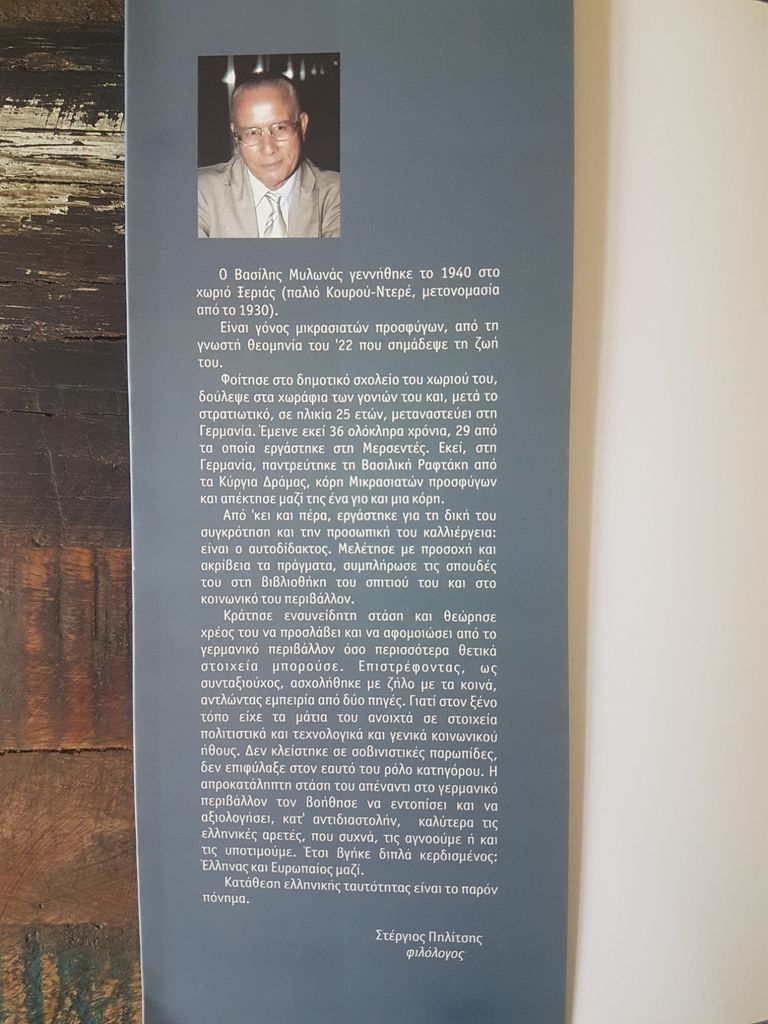 Ο Βασίλης Μυλωνάς γεννήθηκε το 1940 στο
χωριό Ξεριάς (παλιό Κουρού-Ντερέ, μετονομασία
από το 1930).
Είναι γόνος μικρασιατών προσφύγων, από τη
γνωστή θεομηνία του '22 που σημάδεψε τη ζωή
του.
Φοίτησε στο δημοτικό σχολείο του χωριού του,
δούλεψε στα χωράφια των γονιών του και, μετά το
στρατιωτικό, σε ηλικία 25 ετών, μεταναστεύει στη
Γερμανία. Έμεινε εκεί 36 ολόκληρα χρόνια, 29 από
τα οποία εργάστηκε στη Μερσεντές. Εκεί, στη
Γερμανία, παντρεύτηκε τη Βασιλική Ραφτάκη από
τα Κύργια Δράμας, κόρη Μικρασιατών προσφύγων
και απέκτησε μαζί της ένα γιο και μια κόρη.
Από 'κει και πέρα, εργάστηκε για τη δική του
συγκρότηση και την προσωπική του καλλιέργεια:
είναι ο αυτοδίδακτος. Μελέτησε με προσοχή και
ακρίβεια τα πράγματα, συμπλήρωσε τις σπουδές
του στη βιβλιοθήκη του σπιτιού του και στο
κοινωνικό του περιβάλλον.
Κράτησε ενσυνείδητη στάση και θεώρησε
χρέος του να προσλάβει και να αφομοιώσει από το
γερμανικό περιβάλλον όσο περισσότερα θετικά
στοιχεία μπορούσε. Επιστρέφοντας, ως
συνταξιούχος, ασχολήθηκε με ζήλο με τα κοινά,
αντλώντας εμπειρία από δύο πηγές. Γιατί στον ξένο
τόπο είχε τα μάτια του ανοιχτά σε στοιχεία
πολιτιστικά και τεχνολογικά και γενικά κοινωνικού
ήθους. Δεν κλείστηκε σε σοβινιστικές παρωπίδες,
δεν επιφύλαξε στον εαυτό του ρόλο κατηγόρου. Η
απροκατάληπτη στάση του απέναντι στο γερμανικό
περιβάλλον τον βοήθησε να εντοπίσει και να
αξιολογήσει, κατ' αντιδιαστολήν, καλύτερα τις
ελληνικές αρετές, που συχνά, τις αγνοούμε ή και
τις υποτιμούμε. Έτσι βγήκε διπλά κερδισμένος:
Έλληνας και Ευρωπαίος μαζί.
Κατάθεση ελληνικής ταυτότητας είναι το παρόν
πόνημα.
Στέργιος Πηλίτσης
φιλόλογος